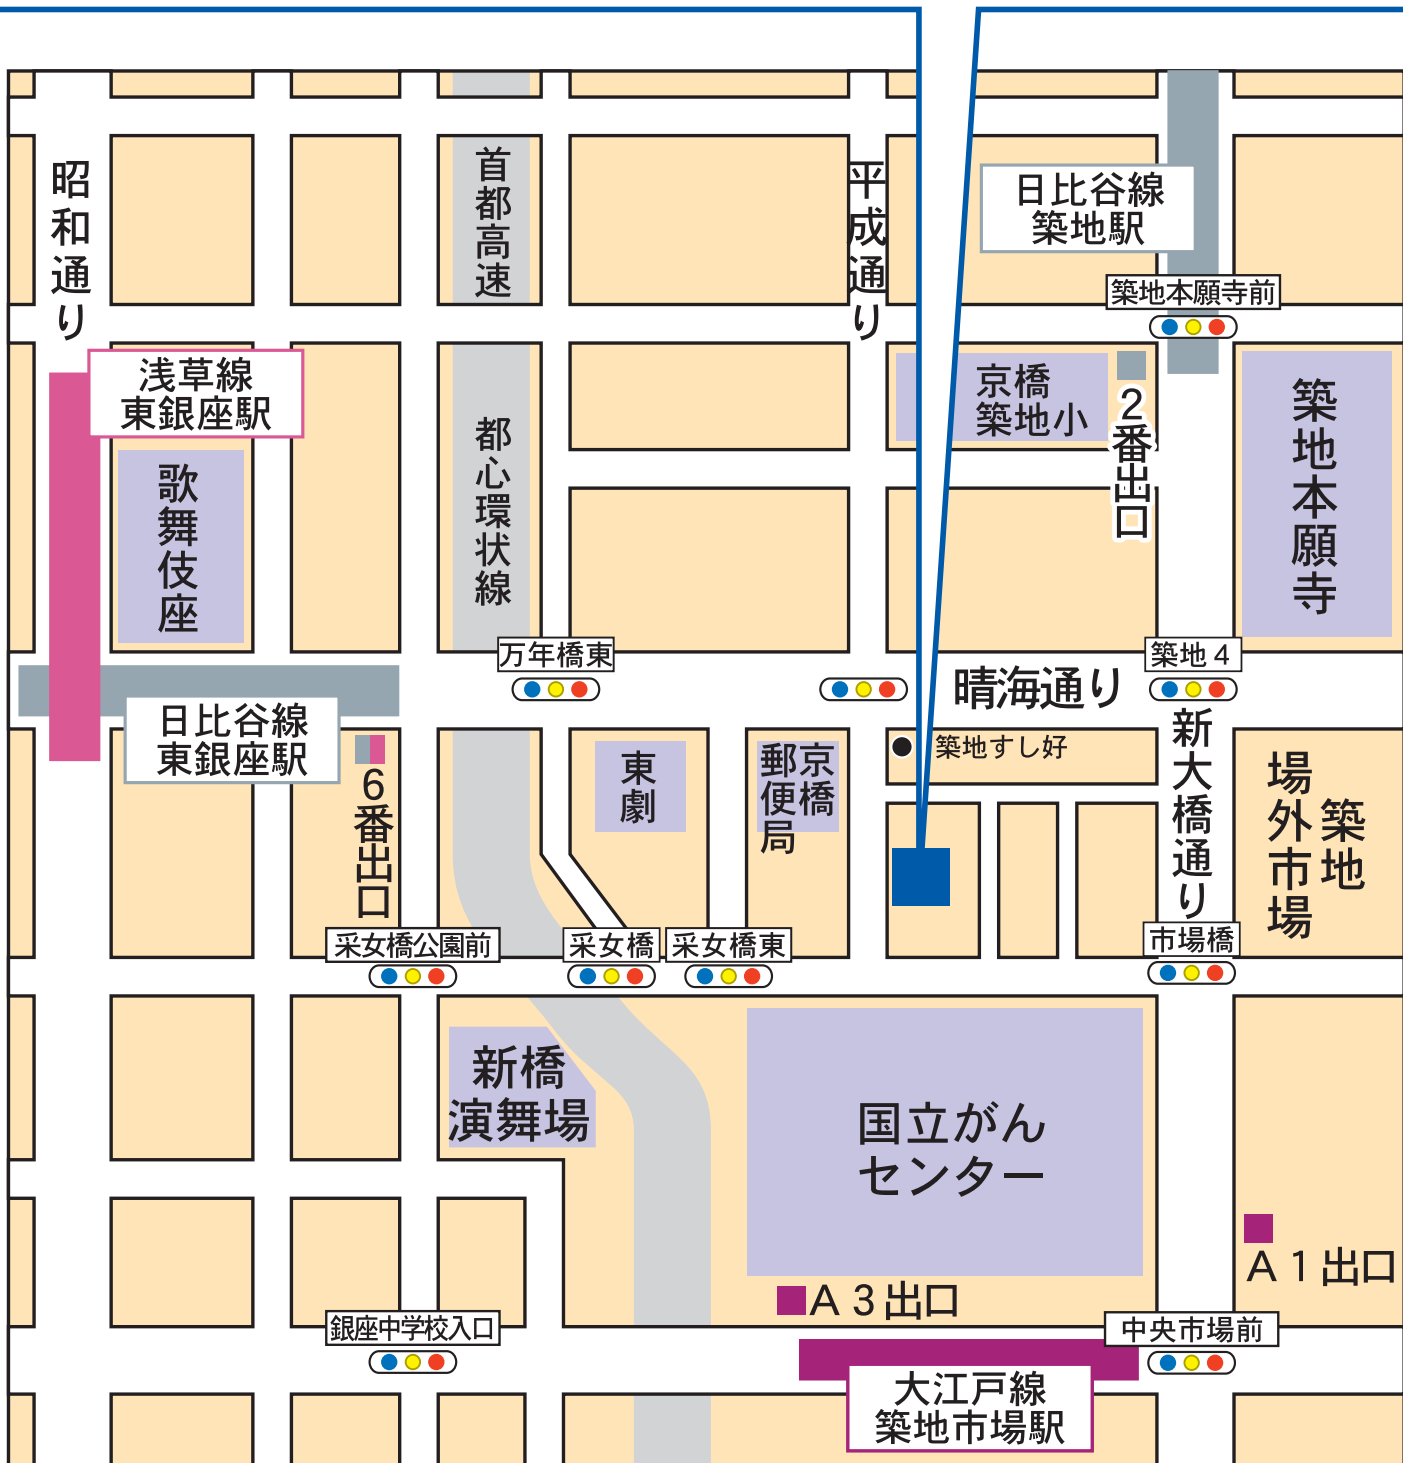 昭和通り
首都高速
都心環状線
平成通り
日比谷線
築地駅
築地本願寺前
浅草線
東銀座駅
歌舞伎座
京橋
築地小
2番出口
築地本願寺
万年橋東
晴海通り
築地4
日比谷線
東銀座駅
6番出口
東劇
京橋
郵便局
築地すし好
新大橋通り
築地
場外市場
采女橋公園前
采女橋
采女橋東
市場橋
新橋
演舞場
国立がん
センター
A1出口
A3出口
銀座中学校入口
中央市場前
大江戸線
築地市場駅